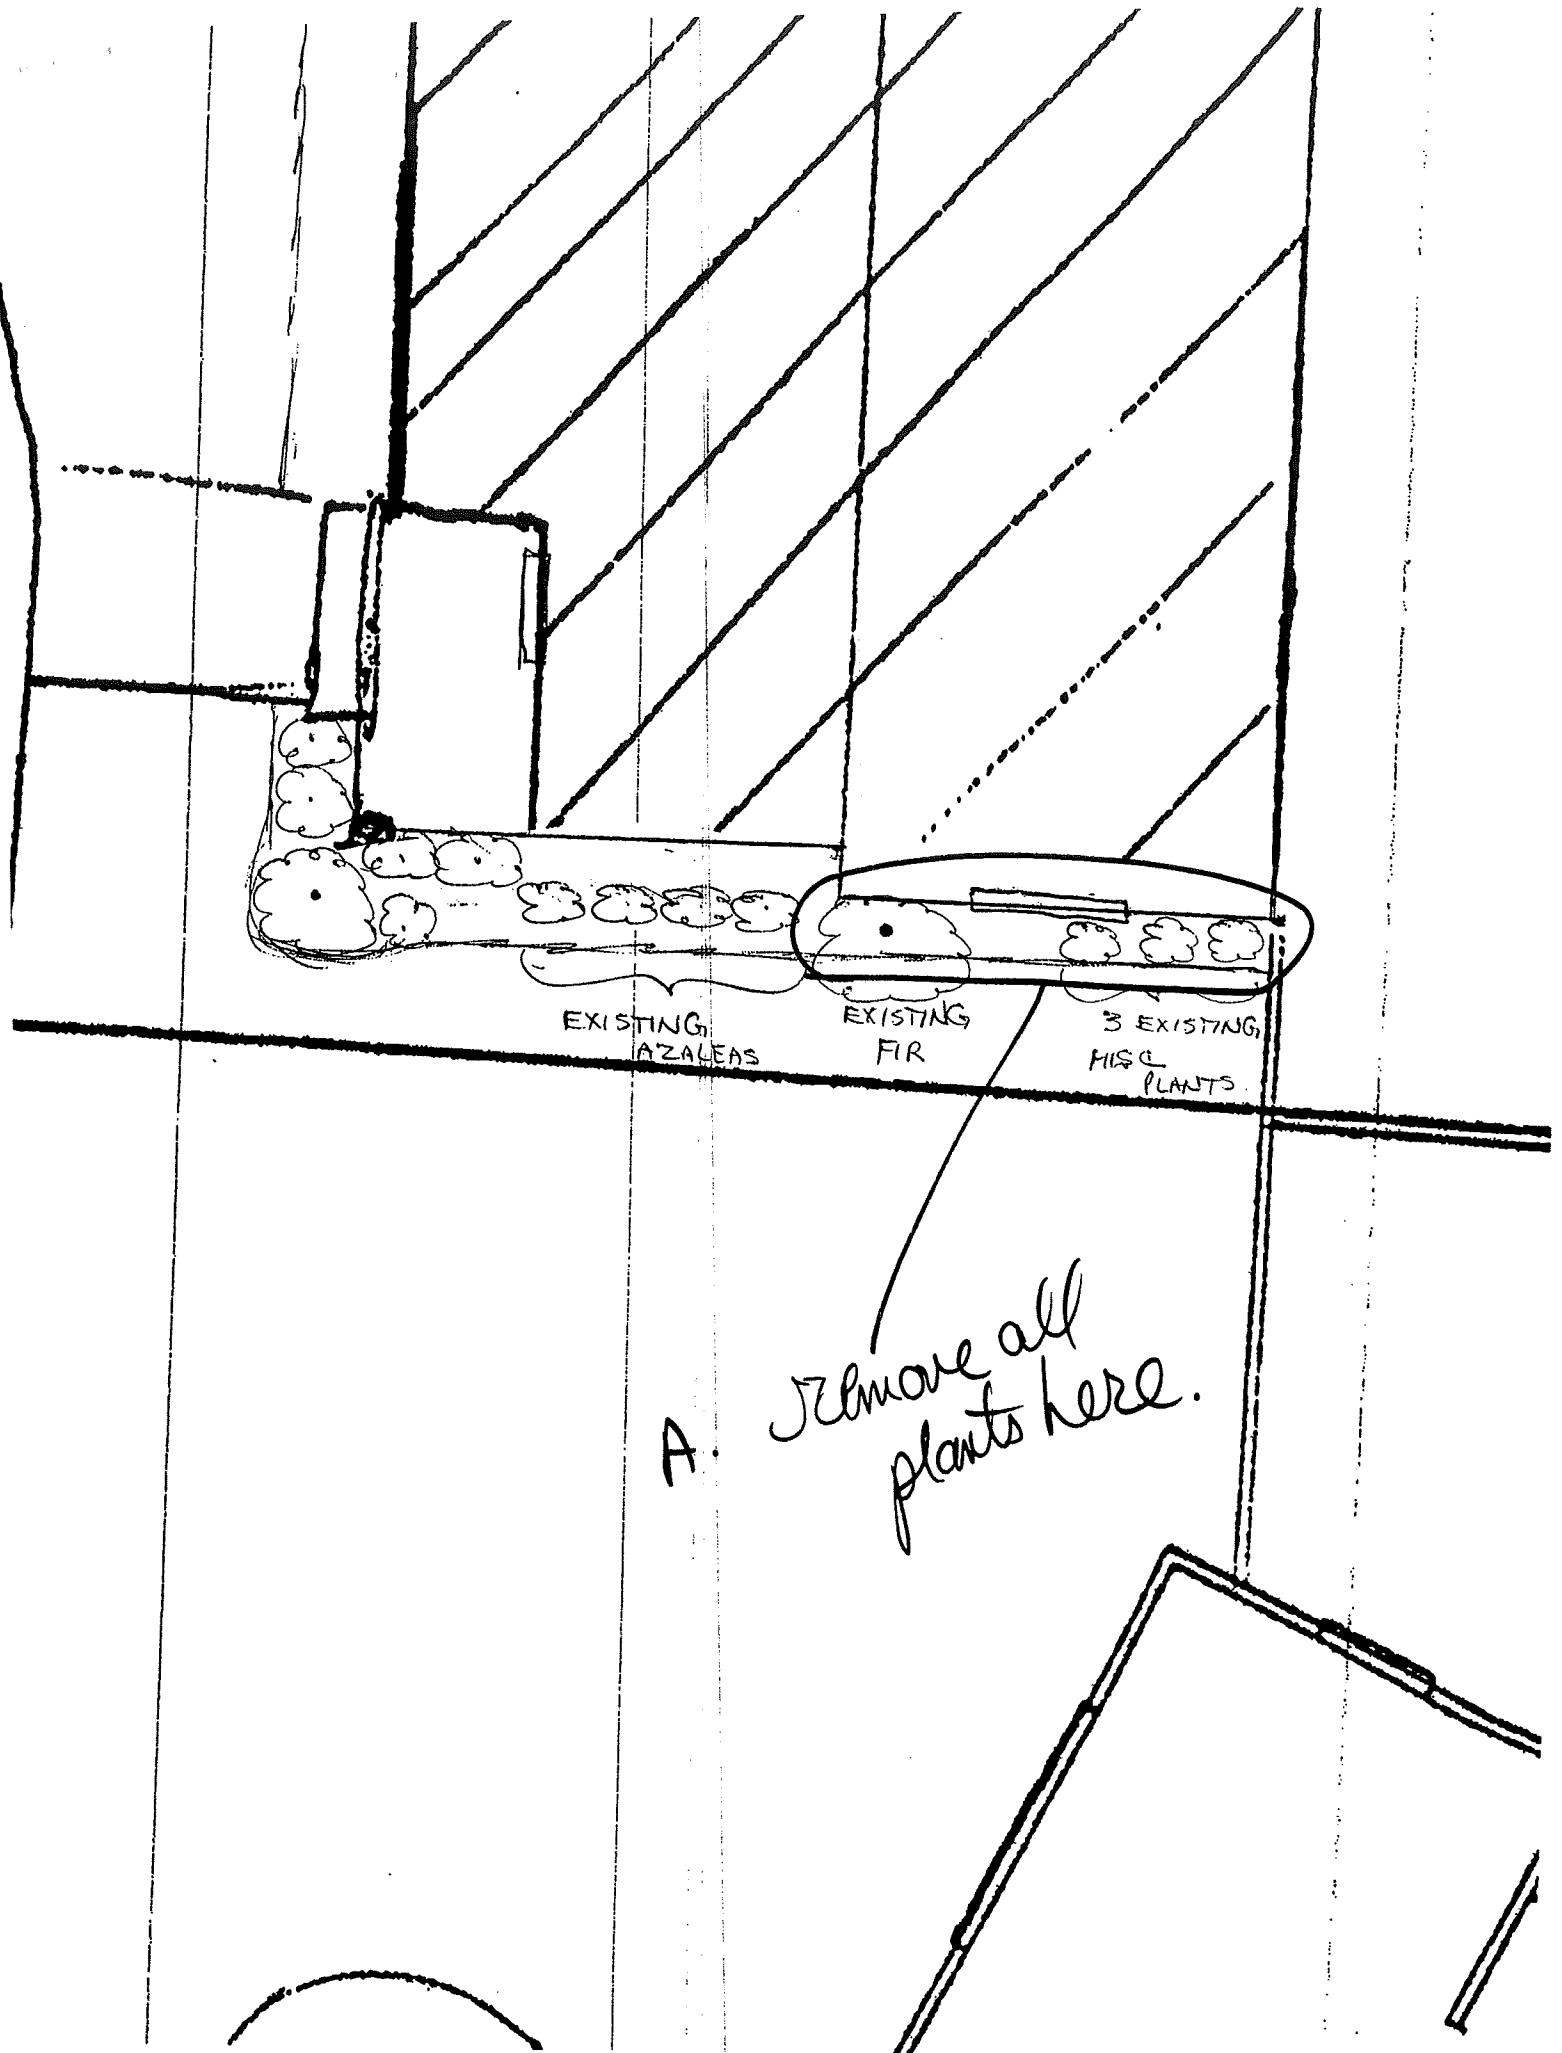 EXISTING
AZALEAS
EXISTING
FIR
3 EXISTING
MISC
PLANTS
A. remove all
plants here.